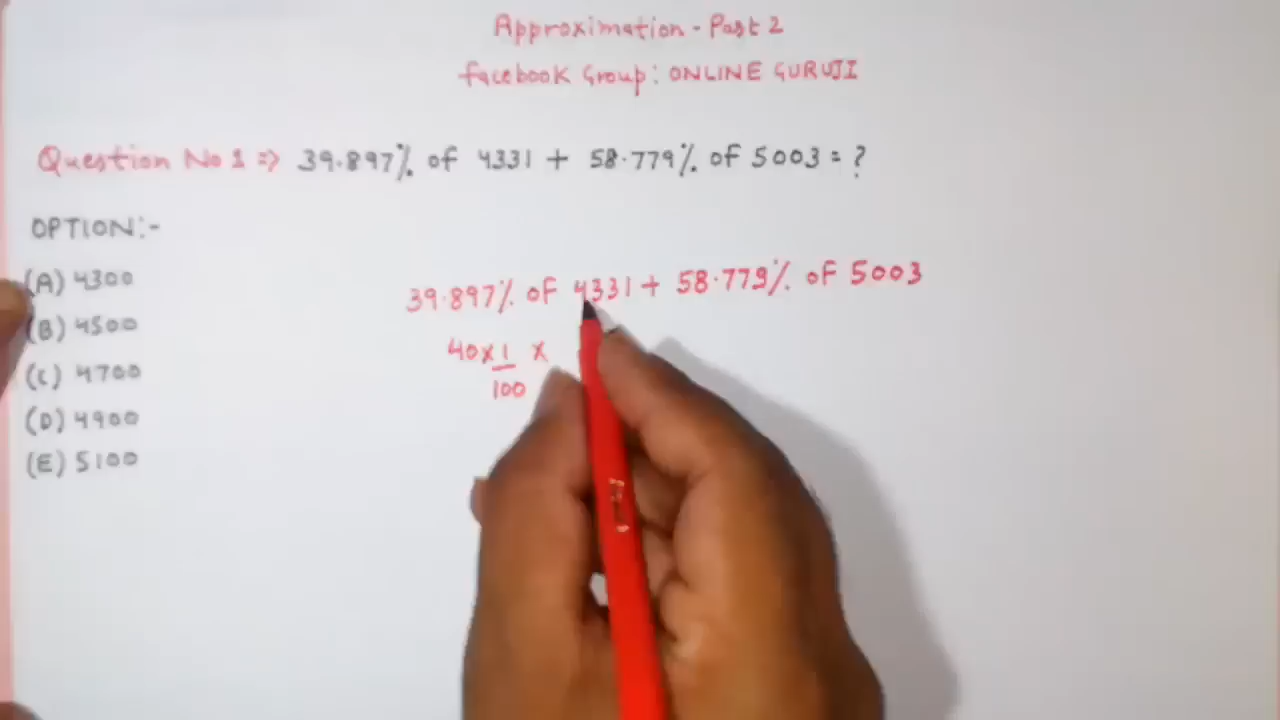 Approximation - Part 2
facebook Group: ONLINE GURUJI
Question No 1 => 39.897% of 4331 + 58.779% of 5003 = ?
OPTION:-
(A) 4300
(B) 4500
(C) 4700
(D) 4900
(E) 5100
39.897% of 4331 + 58.779% of 5003
40 × 1 ×
100